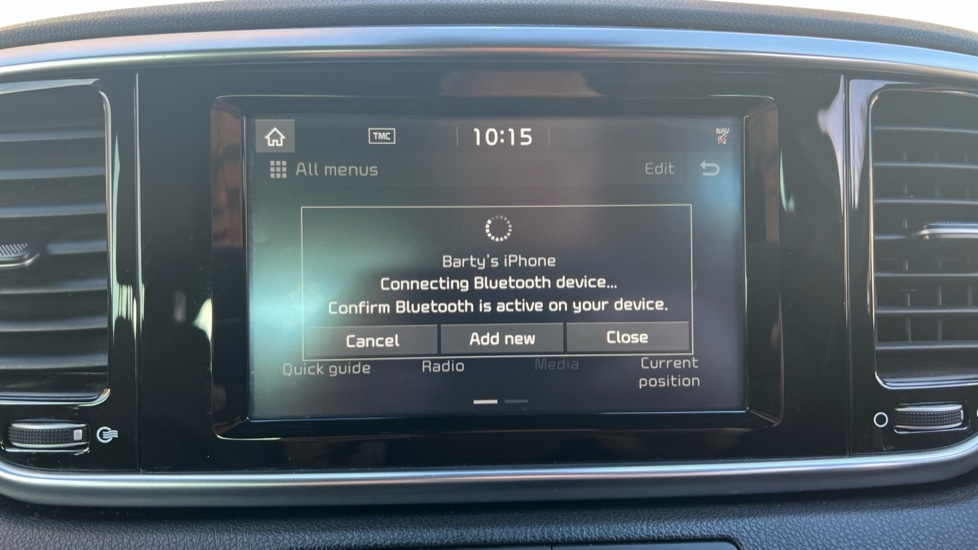 TMC
10:15
NAV
All menus
Edit
Barty's iPhone
Connecting Bluetooth device...
Confirm Bluetooth is active on your device.
Cancel
Add new
Close
Quick guide
Radio
Media
Current
position